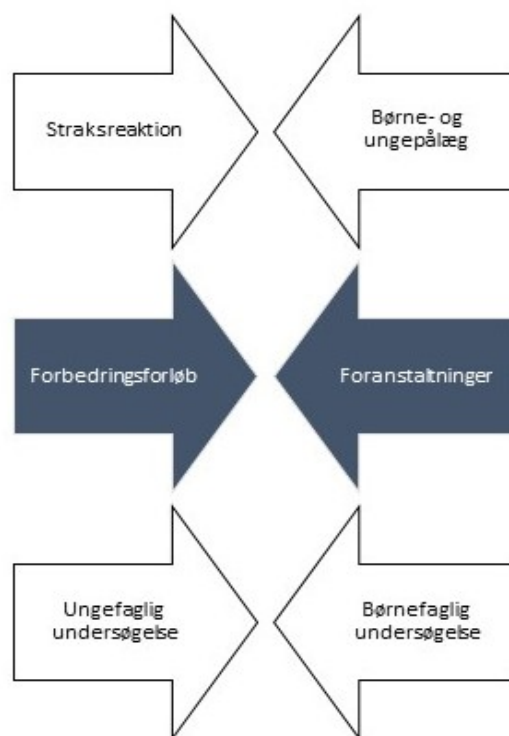 Straksreaktion
Børne- og
ungepålæg
Forbedringsforløb
Foranstaltninger
Ungefaglig
undersøgelse
Børnefaglig
undersøgelse